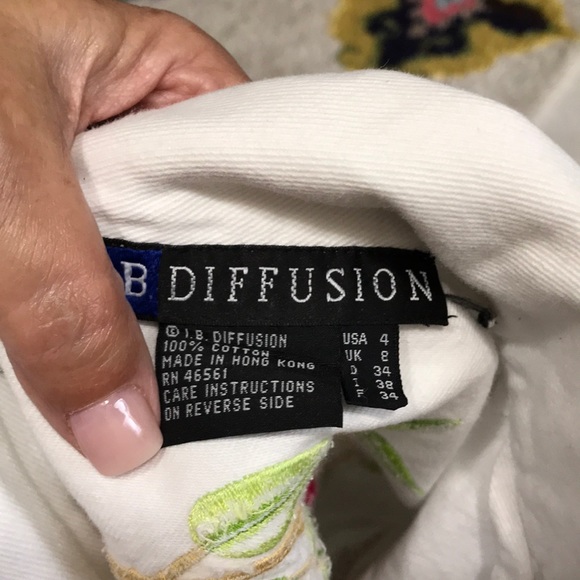 B DIFFUSION
© I.B. DIFFUSION
100% COTTON
MADE IN HONG KONG
RN 46561
CARE INSTRUCTIONS
ON REVERSE SIDE
USA 4
UK 8
D 34
I 38
F 34